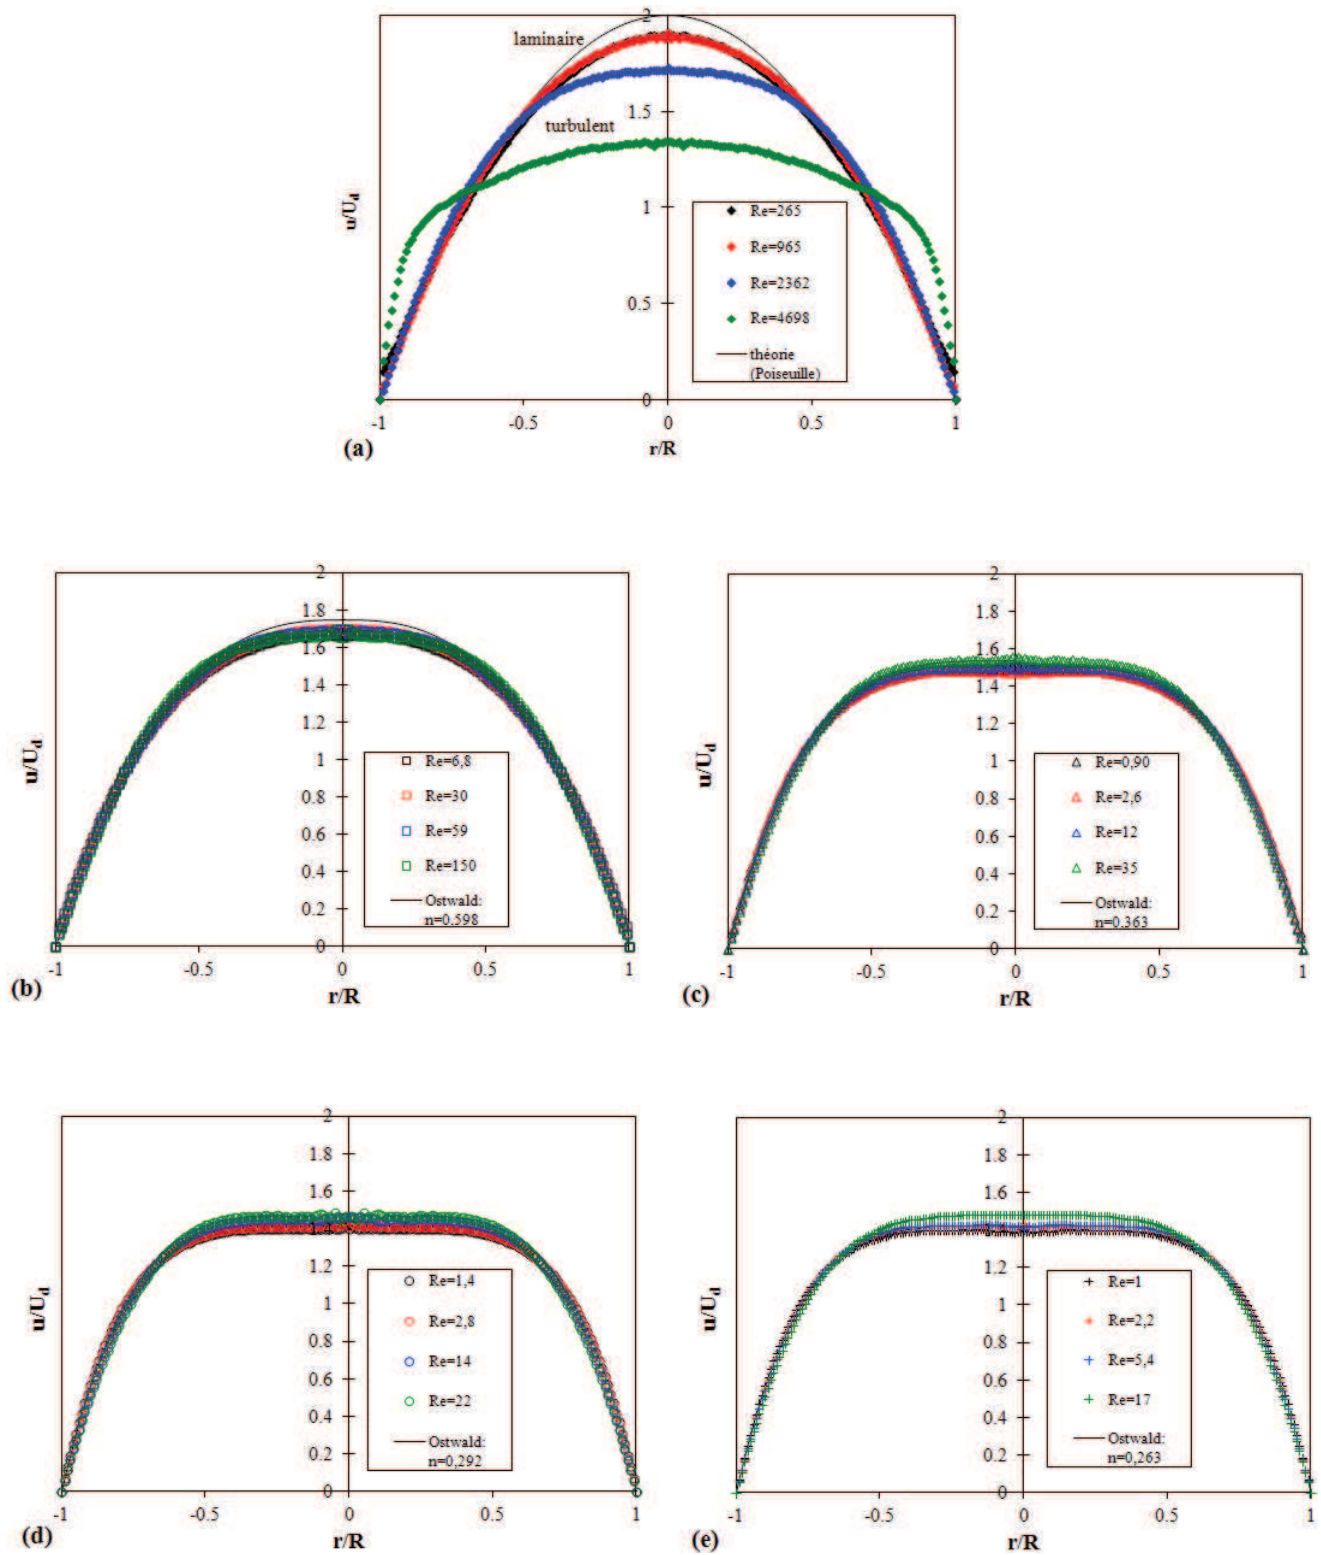 2
laminaire
1.5
turbulent
u/Ud
1
Re=265
Re=965
Re=2362
0.5
Re=4698
théorie
(Poiseuille)
0
-1
-0.5
0
0.5
1
(a)
r/R
2
1.8
1.6
1.4
1.2
u/Ud
1
0.8
0.6
0.4
0.2
0
Re=6,8
Re=30
Re=59
Re=150
Ostwald:
n=0.598
-1
-0.5
0
0.5
1
(b)
r/R
2
1.8
1.6
1.4
1.2
u/Ud
1
0.8
0.6
0.4
0.2
0
Re=0,90
Re=2,6
Re=12
Re=35
Ostwald:
n=0.363
-1
-0.5
0
0.5
1
(c)
r/R
2
1.8
1.6
1.4
1.2
u/Ud
1
0.8
0.6
0.4
0.2
0
Re=1,4
Re=2,8
Re=14
Re=22
Ostwald:
n=0,292
-1
-0.5
0
0.5
1
(d)
r/R
2
1.8
1.6
1.4
1.2
u/Ud
1
0.8
0.6
0.4
0.2
0
Re=1
Re=2,2
Re=5,4
Re=17
Ostwald:
n=0,263
-1
-0.5
0
0.5
1
(e)
r/R